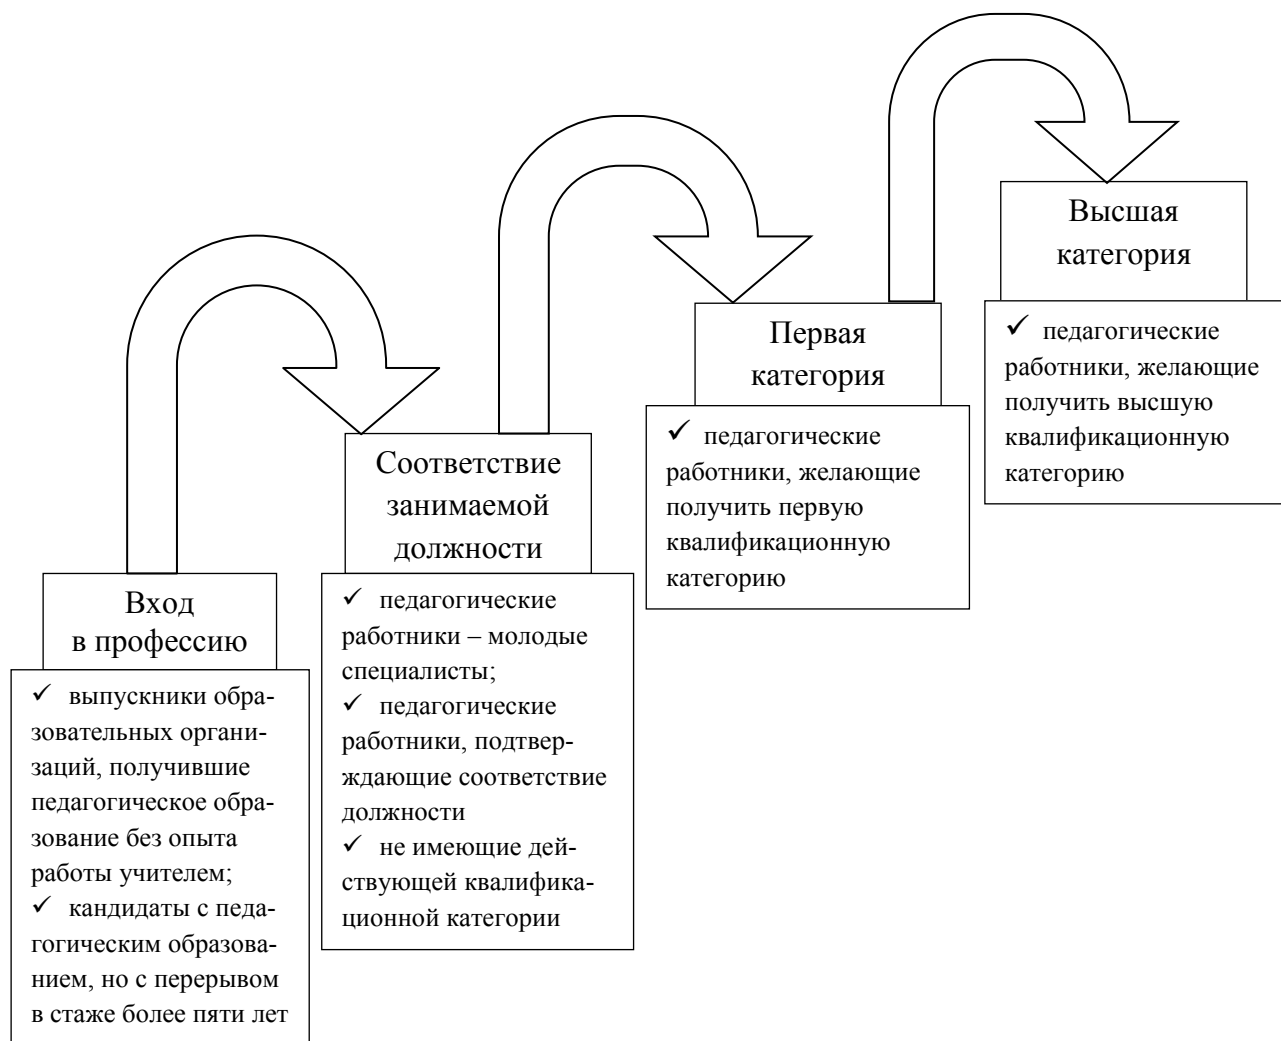 Вход
в профессию
✓ выпускники обра-
зовательных органи-
заций, получившие
педагогическое обра-
зование без опыта
работы учителем;
✓ кандидаты с педа-
гогическим образова-
нием, но с перерывом
в стаже более пяти лет
Соответствие
занимаемой
должности
✓ педагогические
работники – молодые
специалисты;
✓ педагогические
работники, подтвер-
ждающие соответствие
должности
✓ не имеющие дей-
ствующей квалифика-
ционной категории
Первая
категория
✓ педагогические
работники, желающие
получить первую
квалификационную
категорию
Высшая
категория
✓ педагогические
работники, желающие
получить высшую
квалификационную
категорию